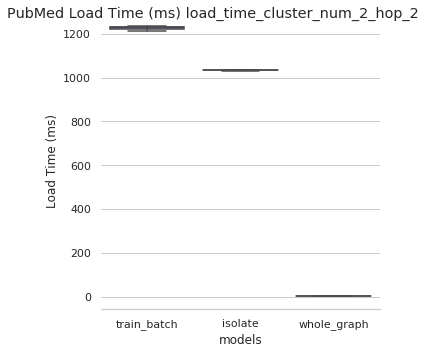 PubMed Load Time (ms) load_time_cluster_num_2_hop_2
1200
1000
800
600
400
200
0
Load Time (ms)
train_batch isolate whole_graph
models